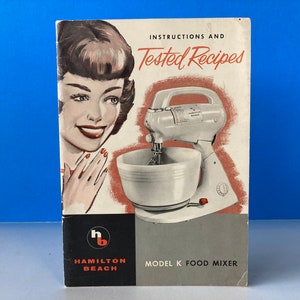 INSTRUCTIONS AND
Tested Recipes
hb
HAMILTON
BEACH
MODEL K FOOD MIXER